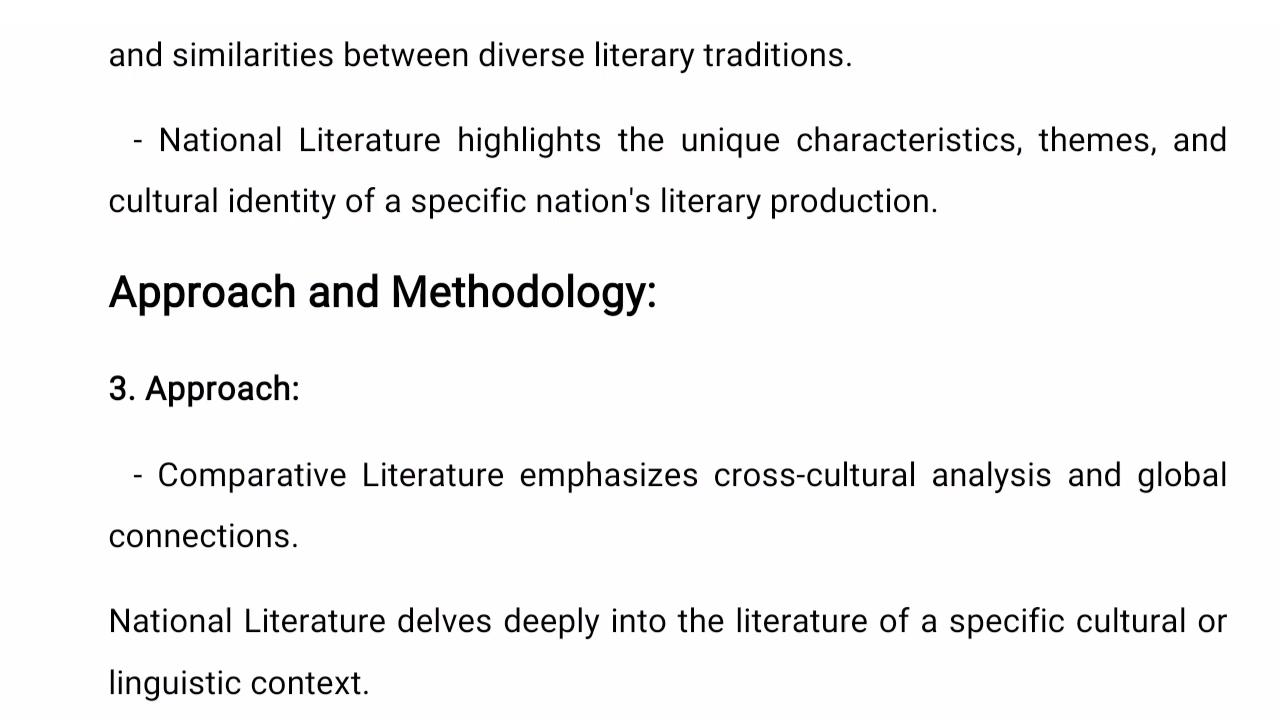 and similarities between diverse literary traditions.
- National Literature highlights the unique characteristics, themes, and
cultural identity of a specific nation's literary production.
Approach and Methodology:
3. Approach:
- Comparative Literature emphasizes cross-cultural analysis and global
connections.
National Literature delves deeply into the literature of a specific cultural or
linguistic context.